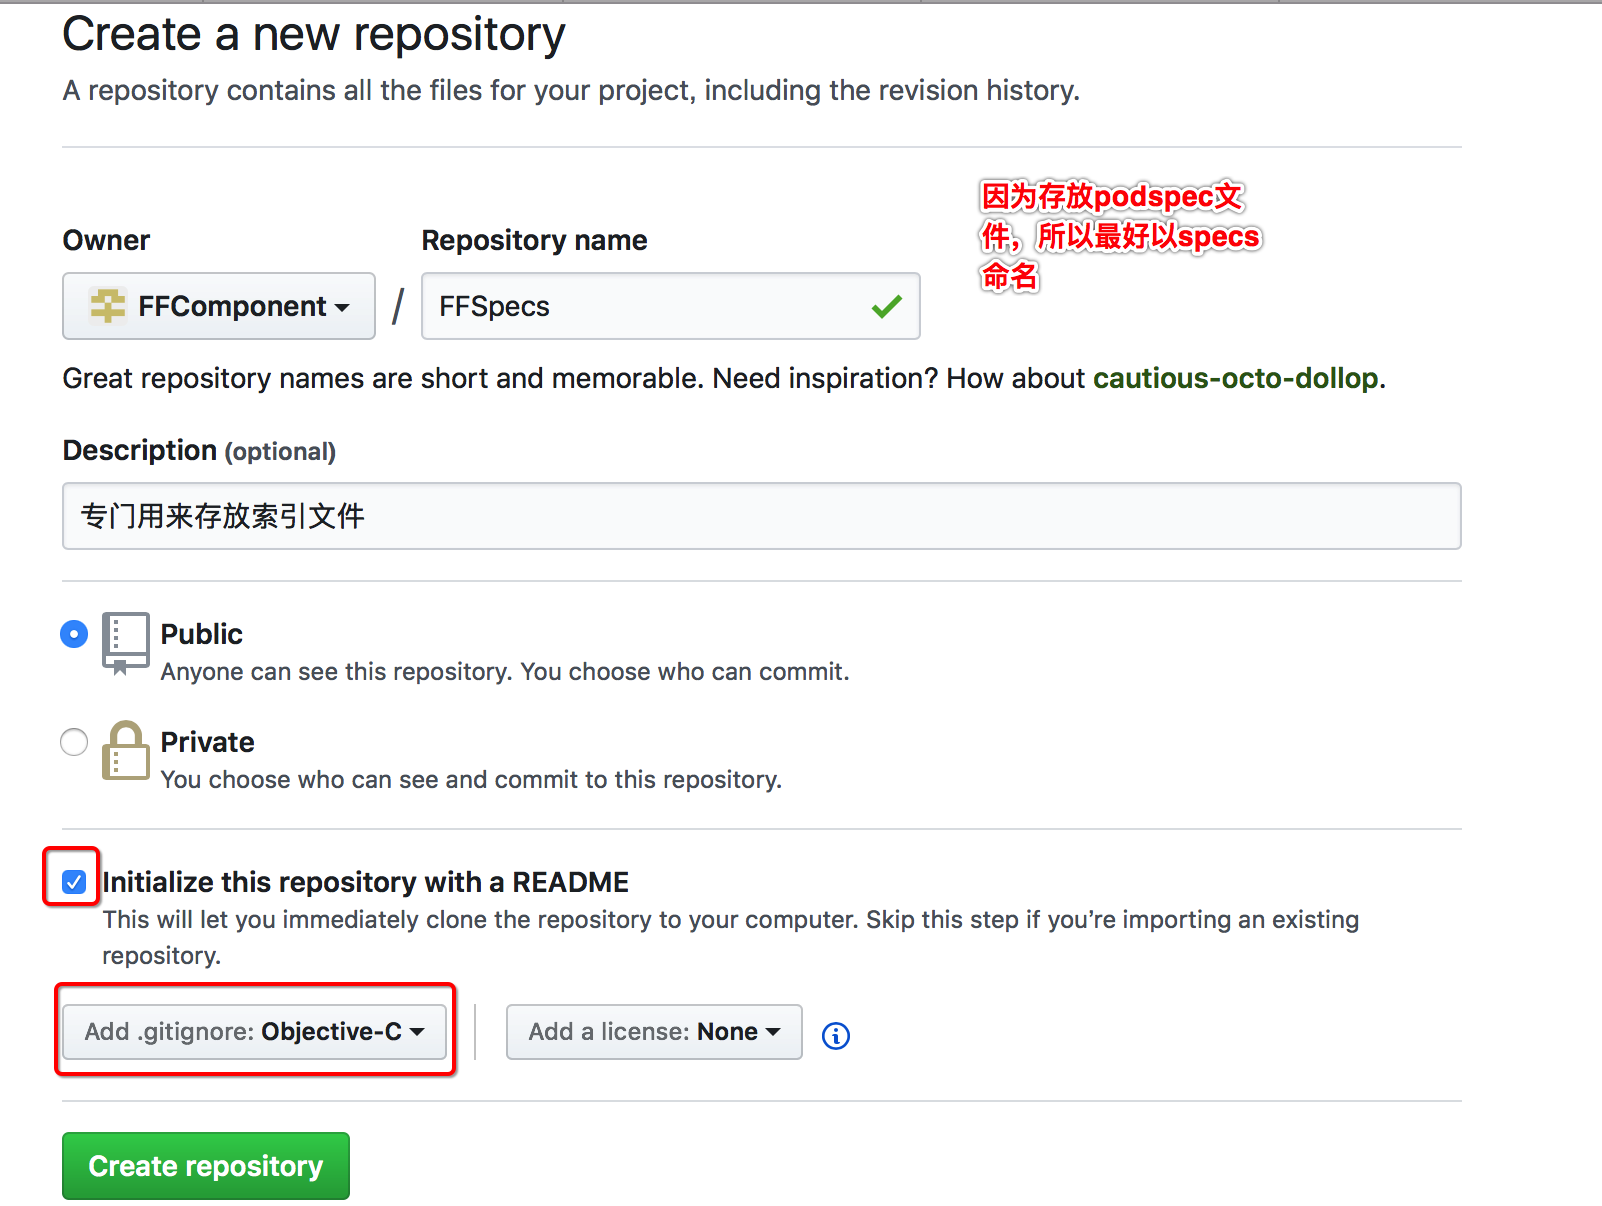 Create a new repository
A repository contains all the files for your project, including the revision history.
因为存放podspec文
件，所以最好以specs
命名
Owner
Repository name
FFComponent
/
FFSpecs
Great repository names are short and memorable. Need inspiration? How about cautious-octo-dollop.
Description (optional)
专门用来存放索引文件
Public
Anyone can see this repository. You choose who can commit.
Private
You choose who can see and commit to this repository.
Initialize this repository with a README
This will let you immediately clone the repository to your computer. Skip this step if you’re importing an existing
repository.
Add .gitignore: Objective-C
Add a license: None
Create repository